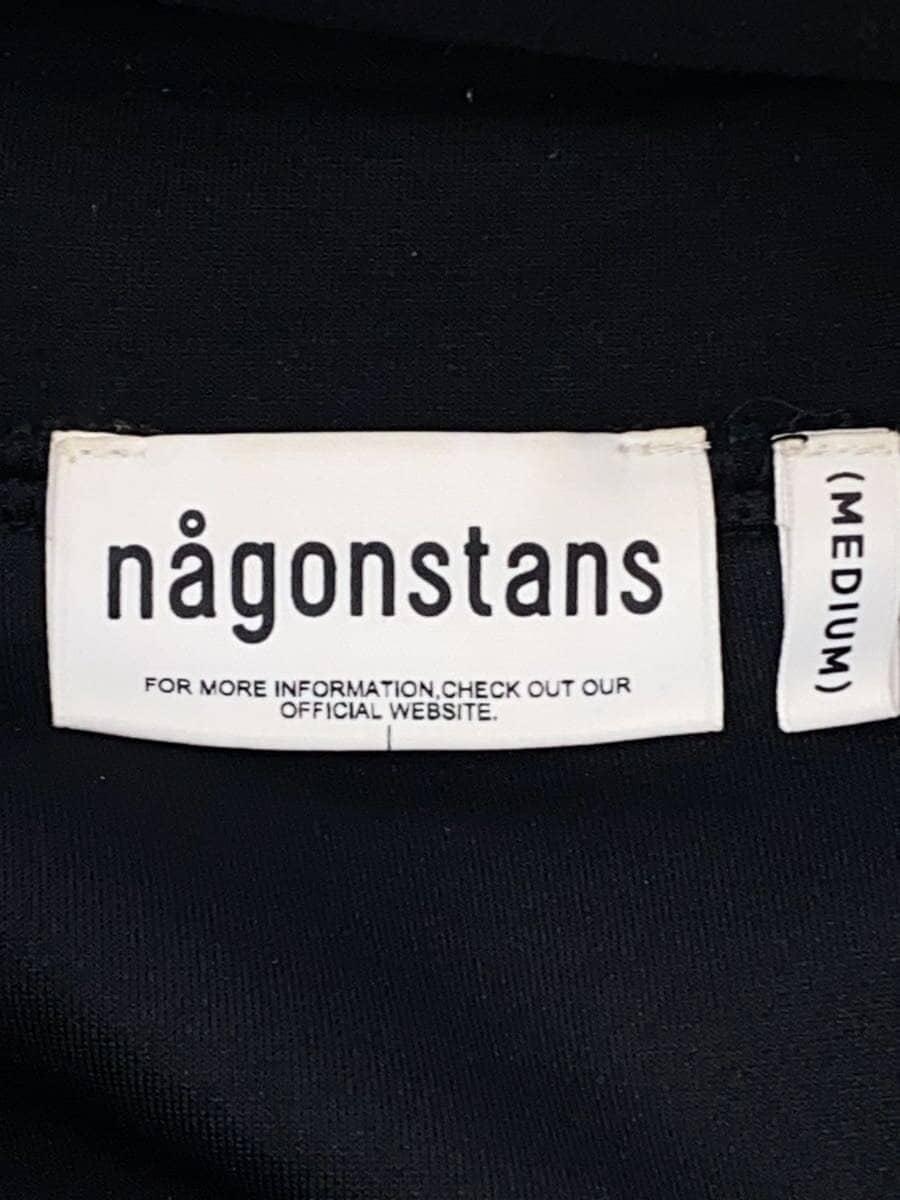 någonstans
FOR MORE INFORMATION,CHECK OUT OUR
OFFICIAL WEBSITE.
(MEDIUM)